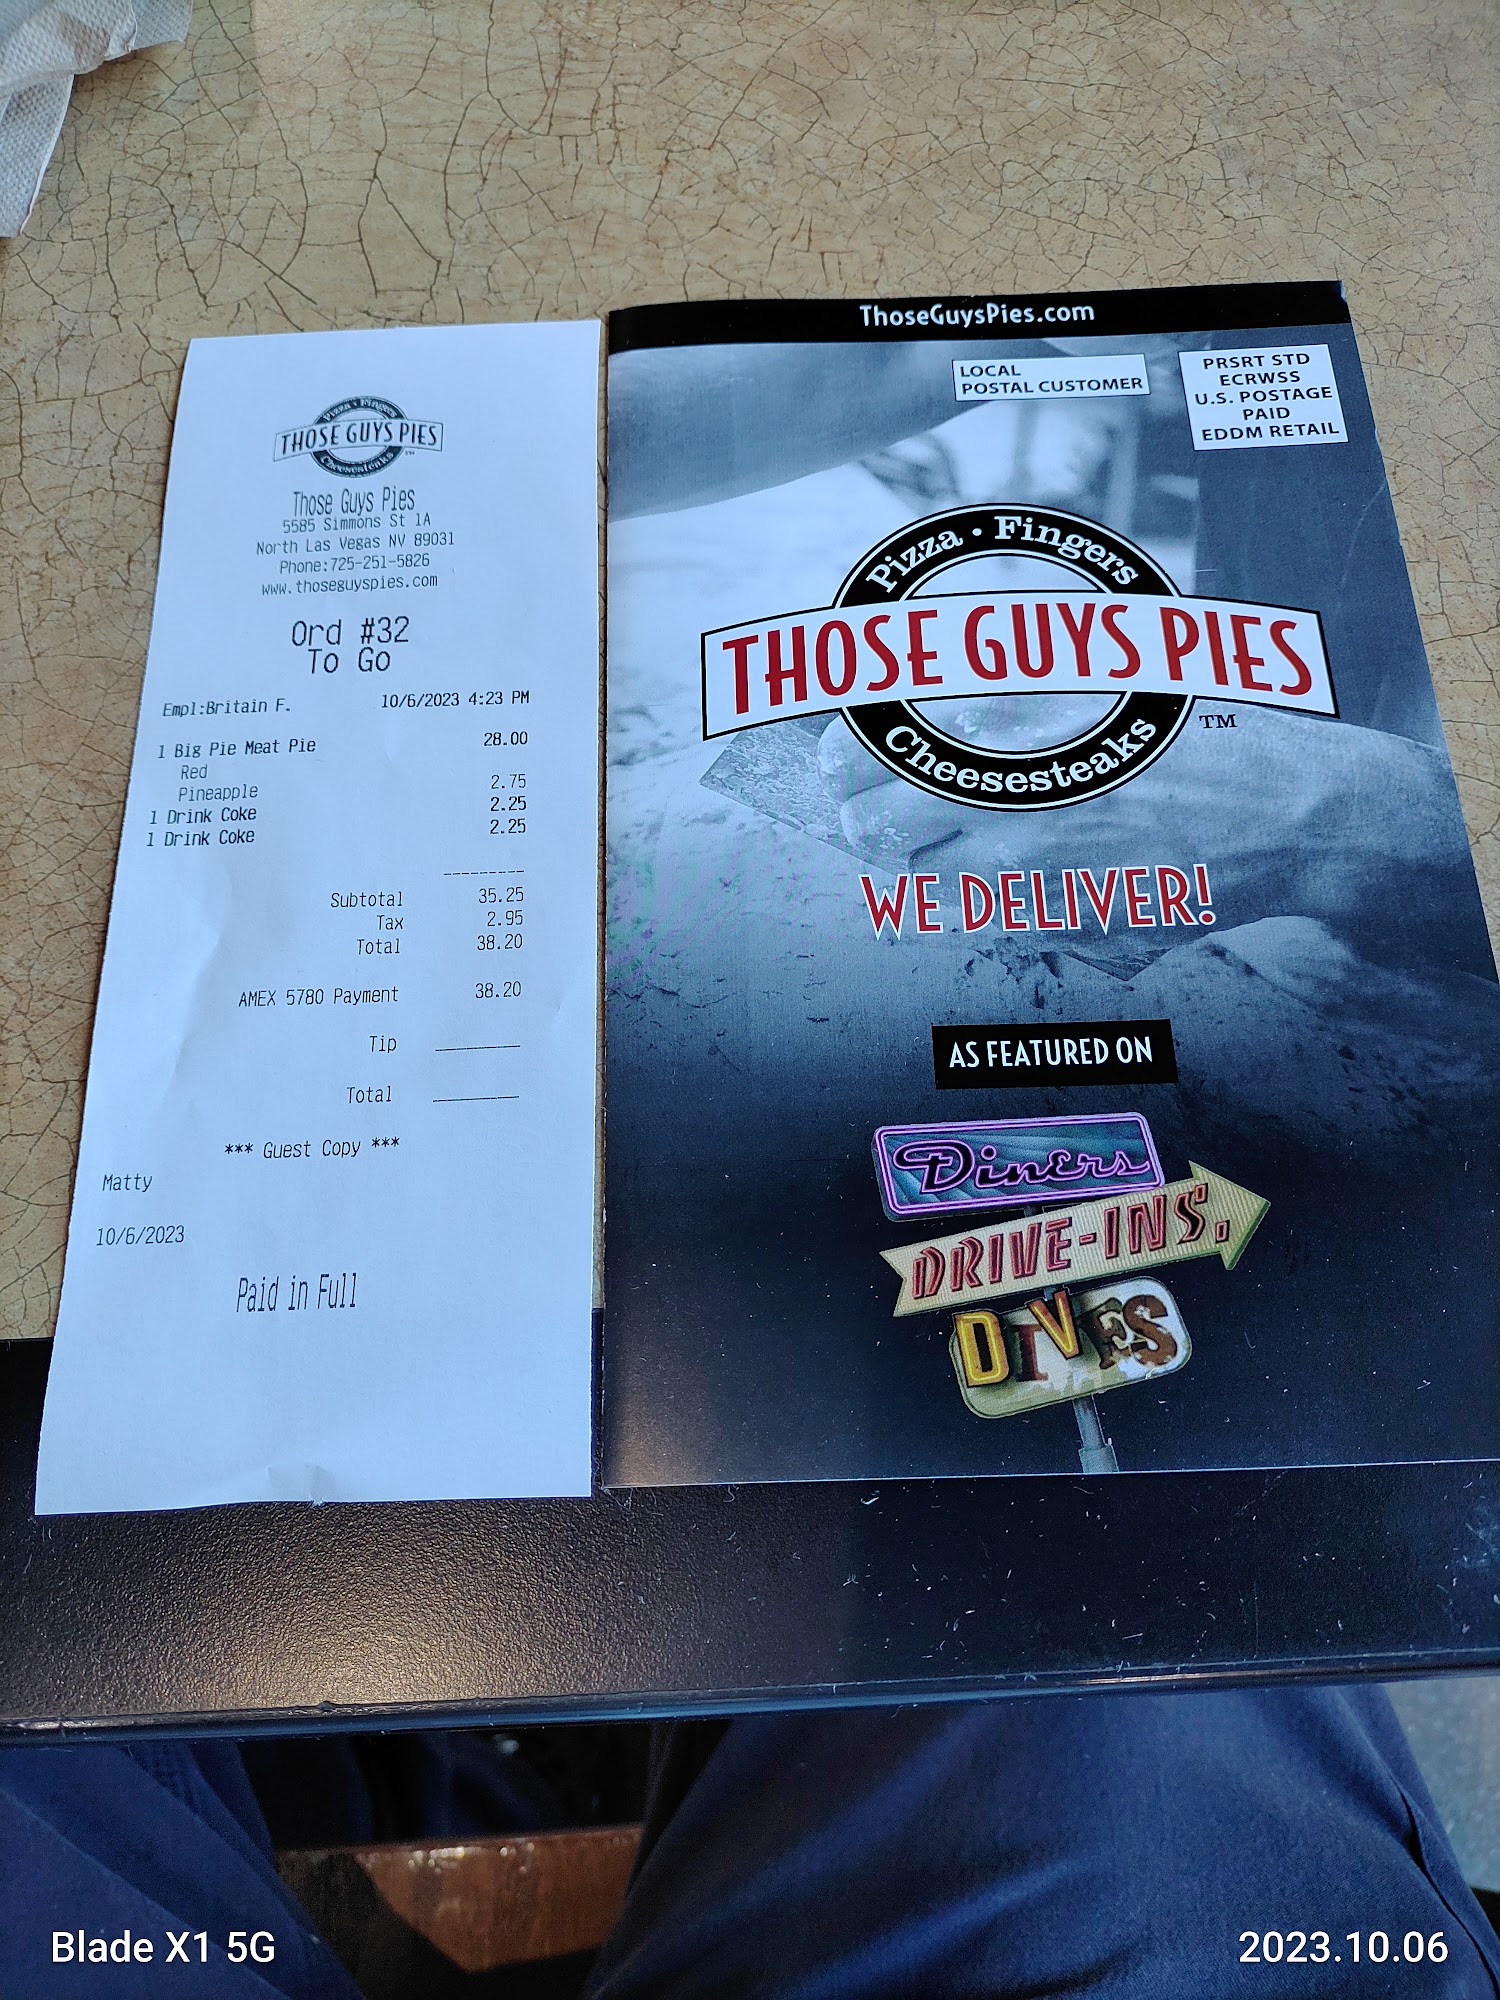 Pizza • Fingers
THOSE GUYS PIES
Cheesesteaks
TM
Those Guys Pies
5585 Simmons St 1A
North Las Vegas NV 89031
Phone:725-251-5826
www.thoseguyspies.com
Ord #32
To Go
Empl:Britain F. 10/6/2023 4:23 PM
1 Big Pie Meat Pie 28.00
Red
Pineapple 2.75
1 Drink Coke 2.25
1 Drink Coke 2.25
---------
Subtotal 35.25
Tax 2.95
Total 38.20
AMEX 5780 Payment 38.20
Tip ________
Total ________
*** Guest Copy ***
Matty
10/6/2023
Paid in Full
ThoseGuysPies.com
LOCAL
POSTAL CUSTOMER
PRSRT STD
ECRWSS
U.S. POSTAGE
PAID
EDDM RETAIL
Pizza • Fingers
THOSE GUYS PIES
Cheesesteaks
TM
WE DELIVER!
AS FEATURED ON
Diners
DRIVE-INS,
DIVES
Blade X1 5G
2023.10.06